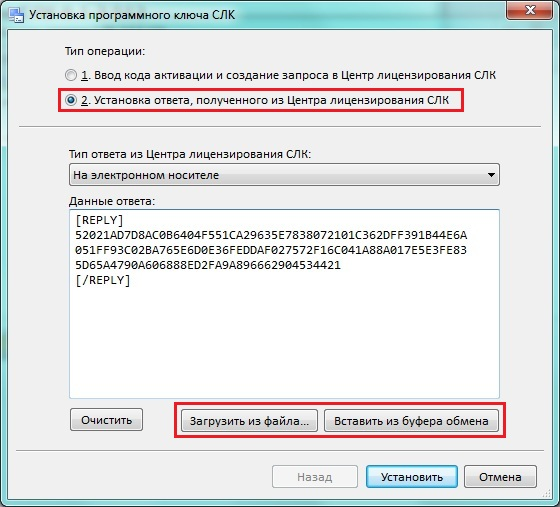 Установка программного ключа СЛК
Тип операции:
1. Ввод кода активации и создание запроса в Центр лицензирования СЛК
2. Установка ответа, полученного из Центра лицензирования СЛК
Тип ответа из Центра лицензирования СЛК:
На электронном носителе
Данные ответа:
[REPLY]
52021AD7D8AC0B6404F551CA29635E7838072101C362DFF391B44E6A
051FF93C02BA765E6D0E36FEDDAF027572F16C041A88A017E5E3FE83
5D65A4790A606888ED2FA9A896662904534421
[/REPLY]
Очистить
Загрузить из файла...
Вставить из буфера обмена
Назад
Установить
Отмена